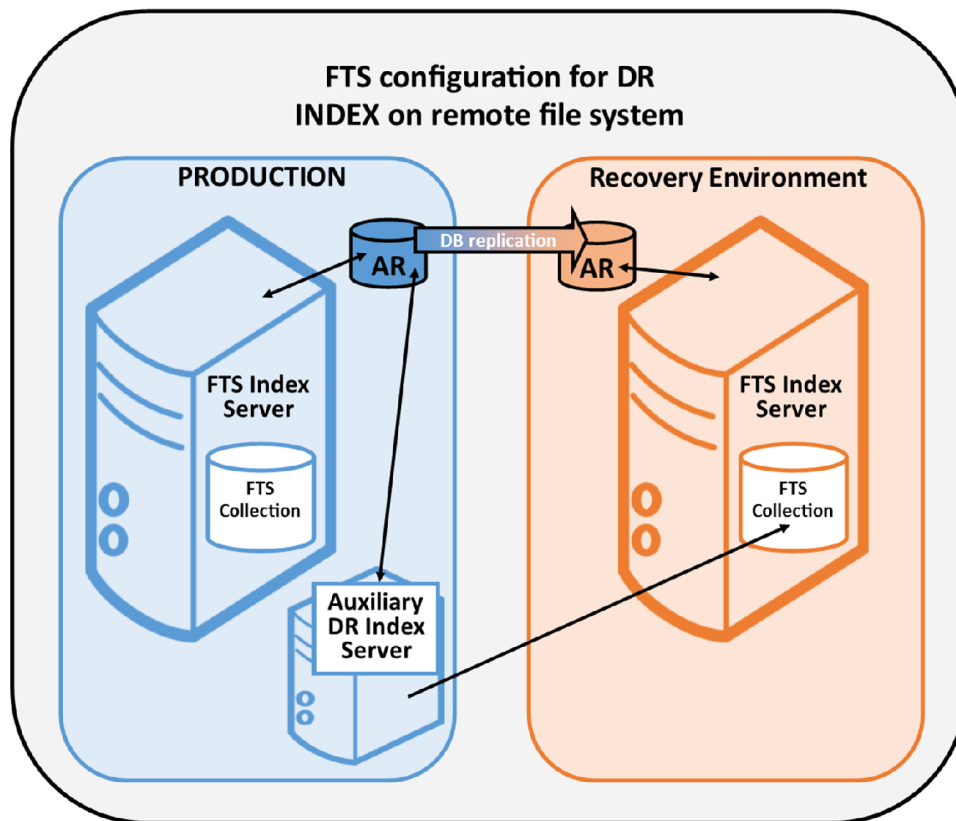 FTS configuration for DR
INDEX on remote file system
PRODUCTION
Recovery Environment
DB replication
AR
AR
FTS Index
Server
FTS
Collection
FTS Index
Server
FTS
Collection
Auxiliary
DR Index
Server